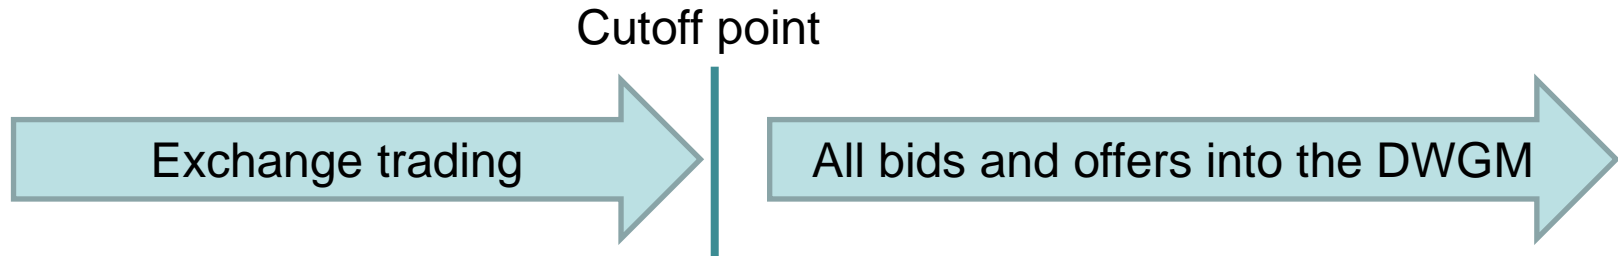 Cutoff point
Exchange trading
All bids and offers into the DWGM